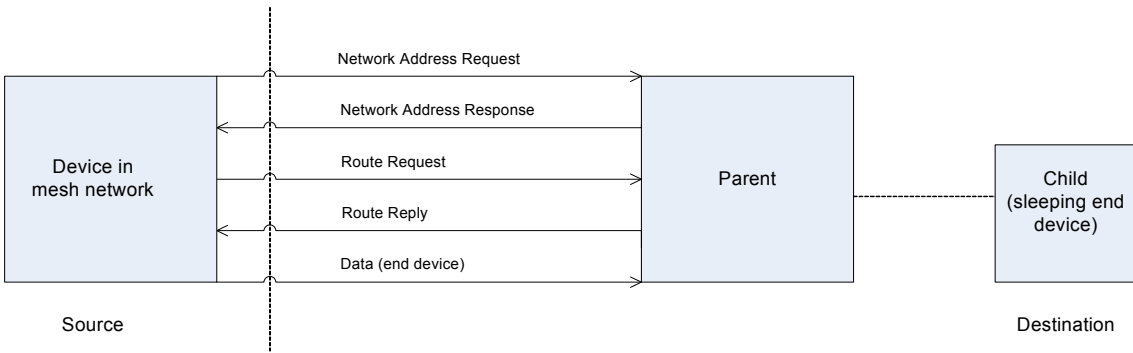 Network Address Request
Network Address Response
Device in
mesh network
Route Request
Parent
Child
(sleeping end
device)
Route Reply
Data (end device)
Source
Destination